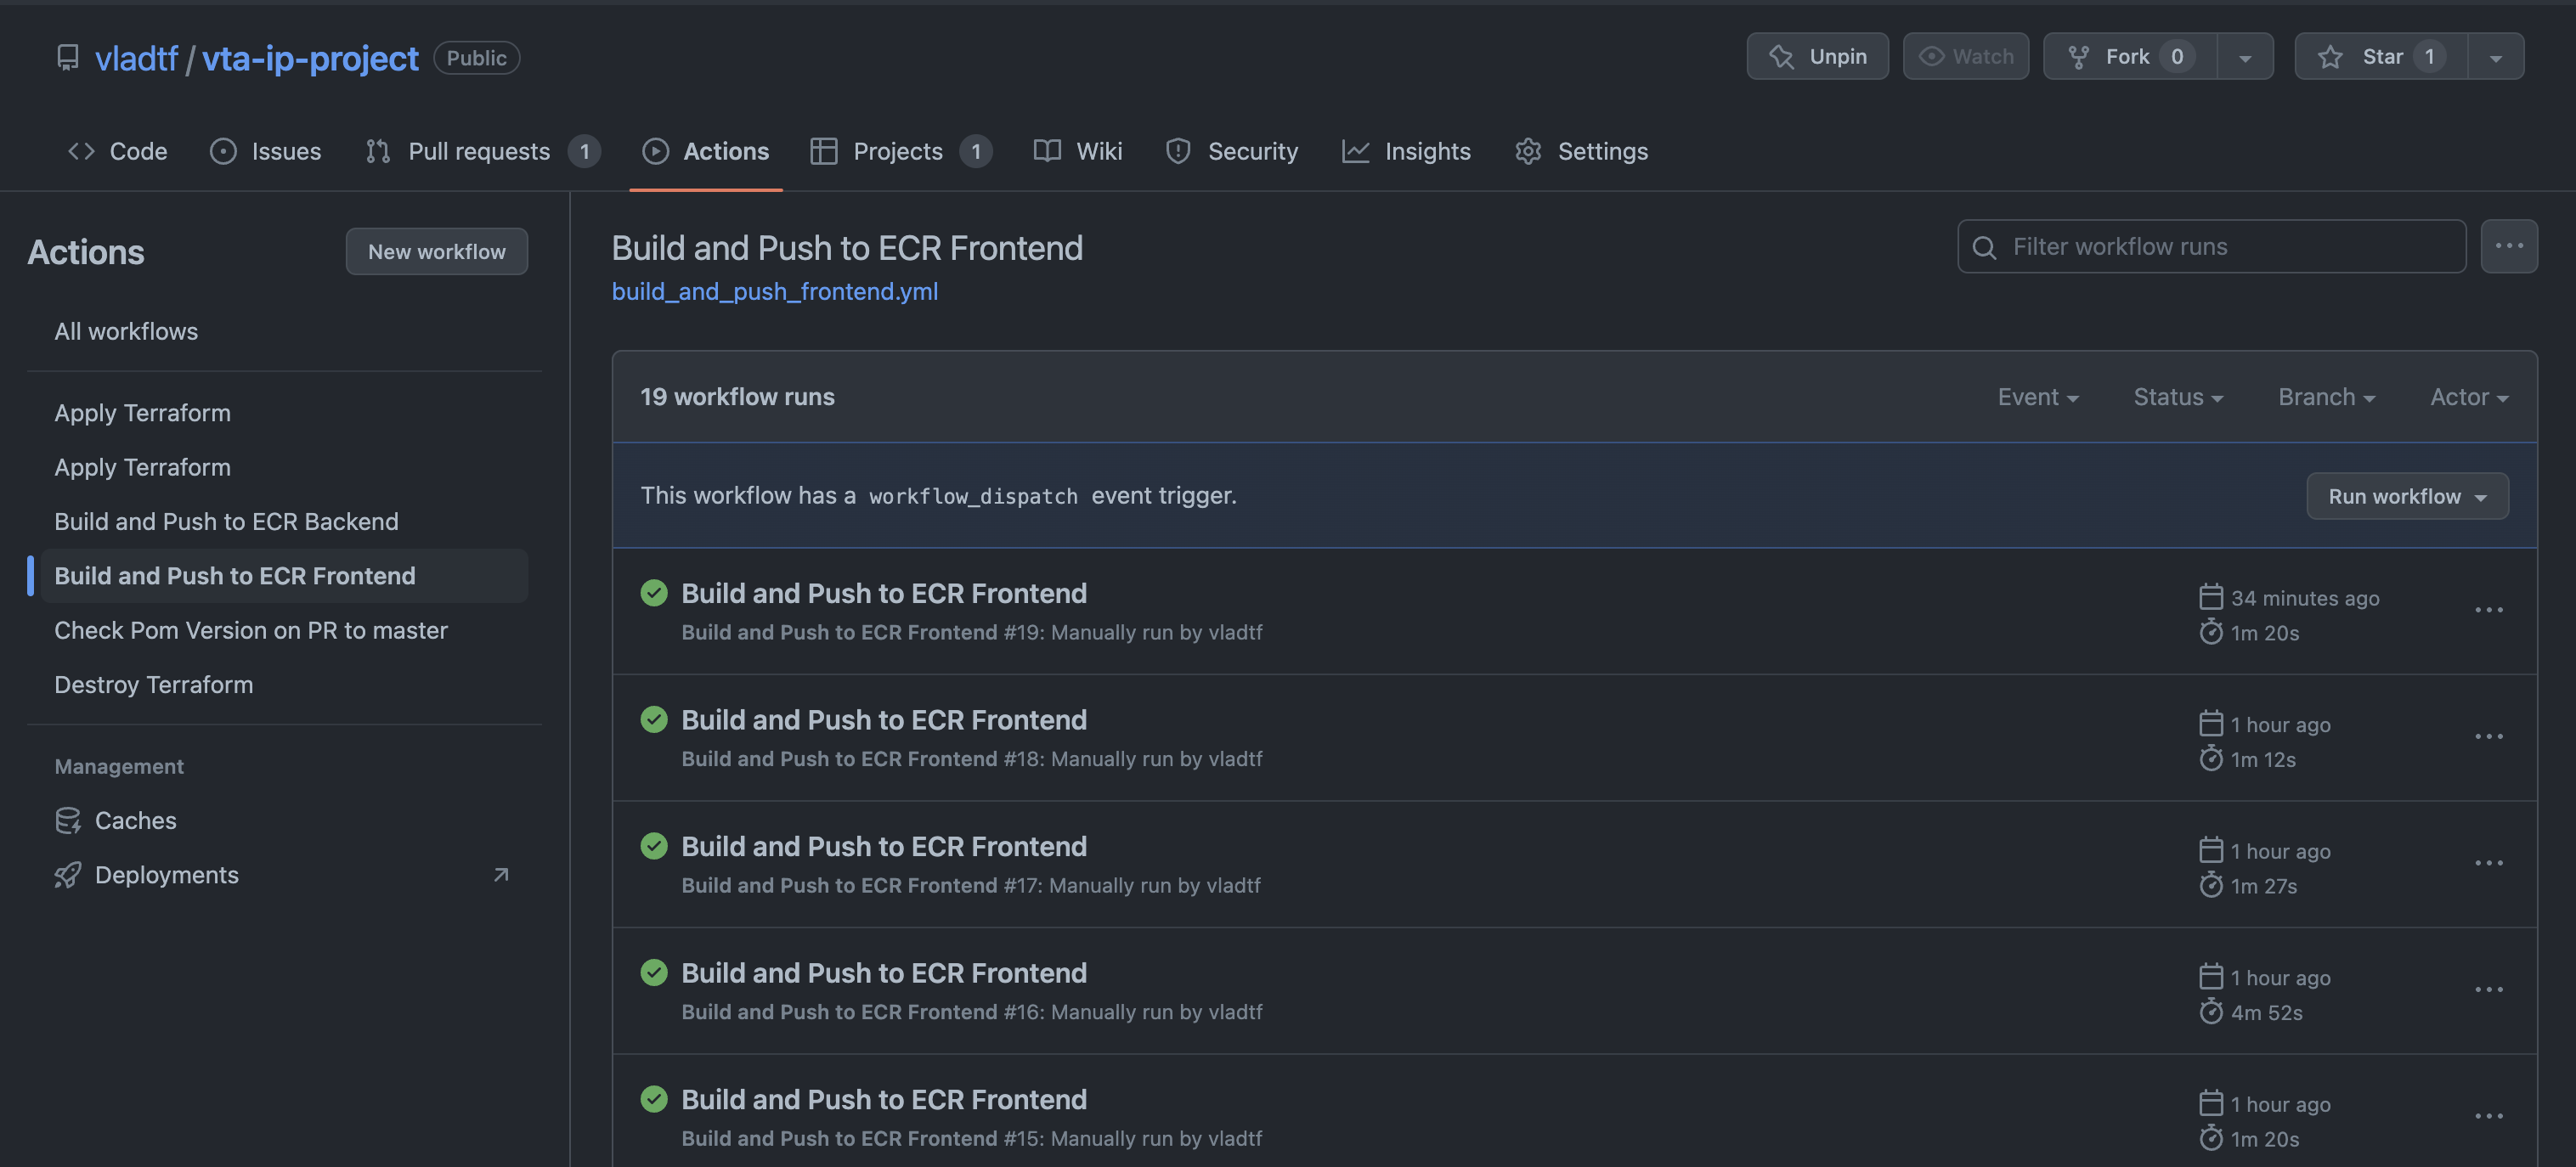 vladtf / vta-ip-project Public
Unpin Watch Fork 0 Star 1
Code Issues Pull requests 1 Actions Projects 1 Wiki Security Insights Settings
Actions
New workflow
All workflows
Apply Terraform
Apply Terraform
Build and Push to ECR Backend
Build and Push to ECR Frontend
Check Pom Version on PR to master
Destroy Terraform
Management
Caches
Deployments
Build and Push to ECR Frontend
build_and_push_frontend.yml
Filter workflow runs
19 workflow runs
Event Status Branch Actor
This workflow has a workflow_dispatch event trigger.
Run workflow
Build and Push to ECR Frontend
Build and Push to ECR Frontend #19: Manually run by vladtf
34 minutes ago
1m 20s
Build and Push to ECR Frontend
Build and Push to ECR Frontend #18: Manually run by vladtf
1 hour ago
1m 12s
Build and Push to ECR Frontend
Build and Push to ECR Frontend #17: Manually run by vladtf
1 hour ago
1m 27s
Build and Push to ECR Frontend
Build and Push to ECR Frontend #16: Manually run by vladtf
1 hour ago
4m 52s
Build and Push to ECR Frontend
Build and Push to ECR Frontend #15: Manually run by vladtf
1 hour ago
1m 20s